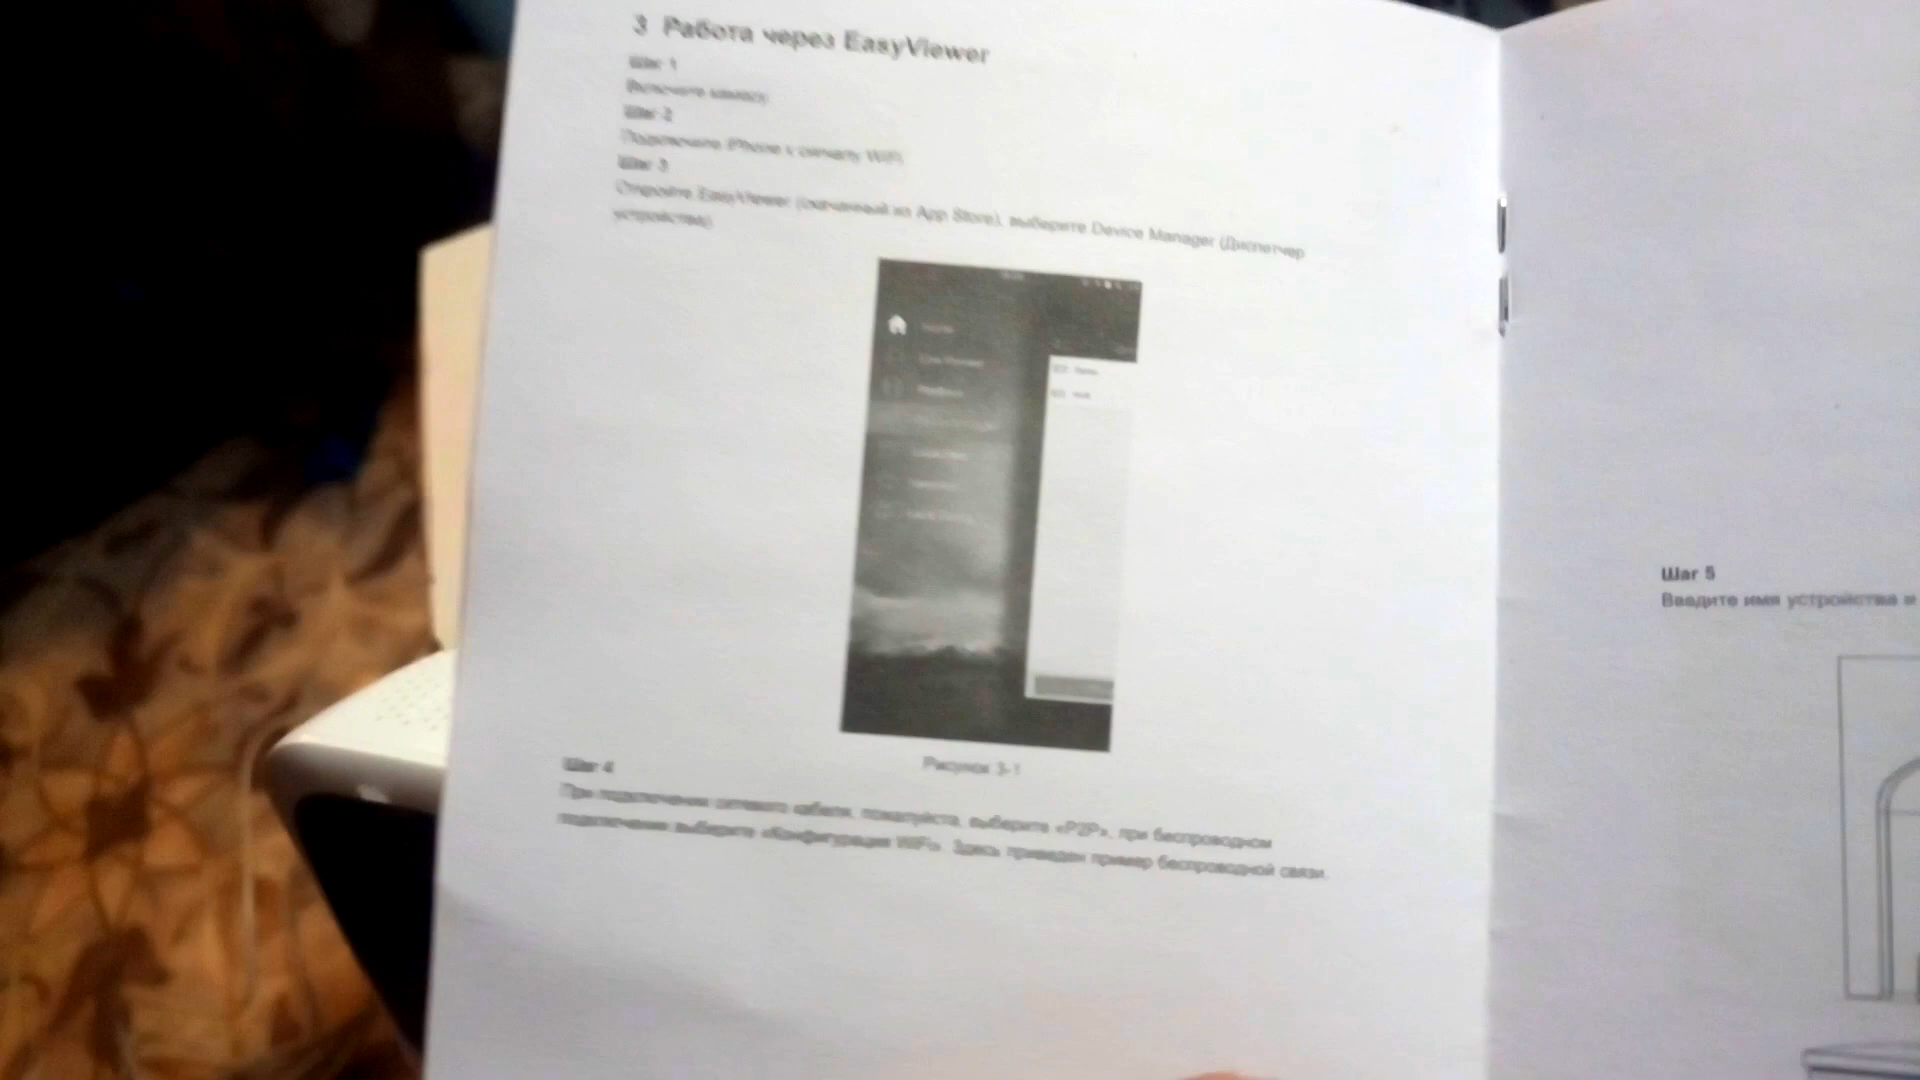 3 Работа через EasyViewer
Шаг 1
Включите камеру.
Шаг 2
Подключите iPhone к сигналу WiFi.
Шаг 3
Откройте EasyViewer (скачанный из App Store), выберите Device Manager (Диспетчер
устройства).
Рисунок 3-1
Шаг 4
При подключении сетевого кабеля, пожалуйста, выберите «P2P», при беспроводном
подключении выберите «Конфигурация WiFi». Здесь приведен пример беспроводной связи.
Шаг 5
Введите имя устройства и